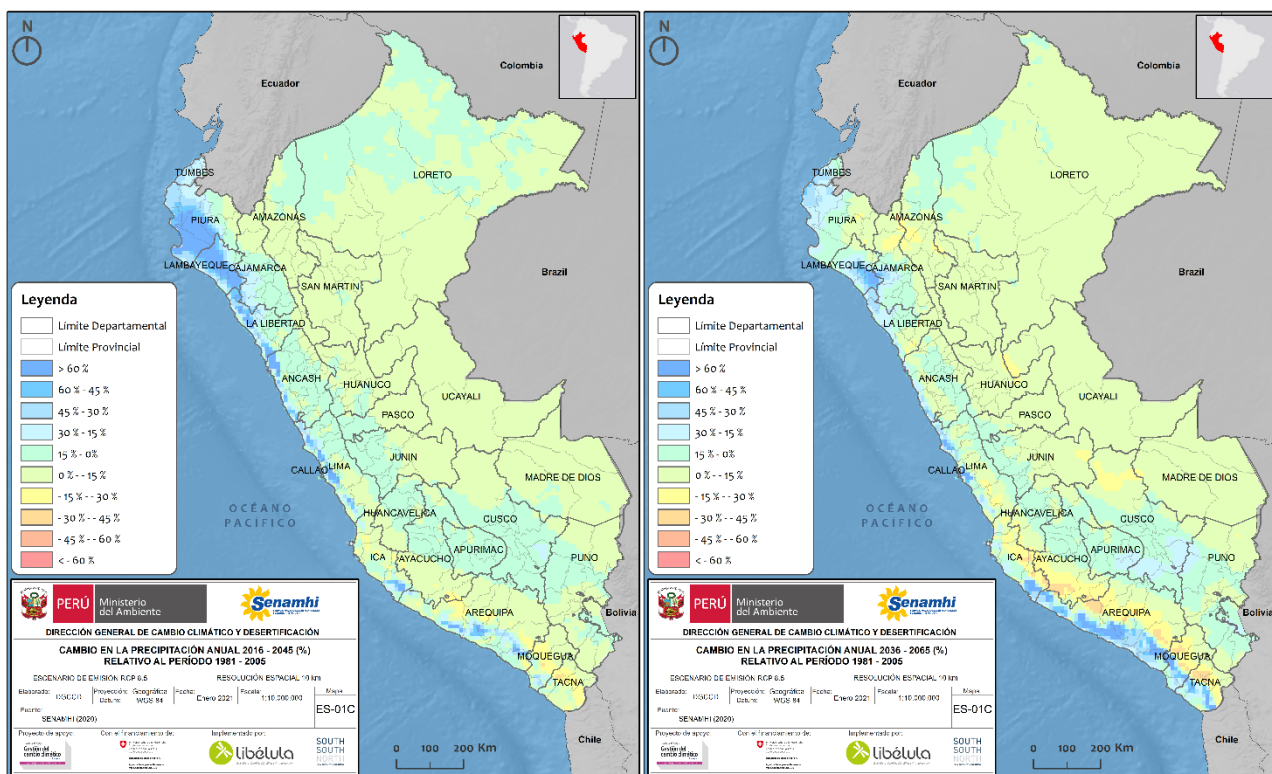 N
Colombia
Ecuador
TUMBES
LORETO
PIURA
AMAZONAS
LAMBAYEQUE
CAJAMARCA
SAN MARTIN
Brazil
LA LIBERTAD
ANCASH
HUANUCO
UCAYALI
PASCO
JUNIN
CALLAO
LIMA
MADRE DE DIOS
OCÉANO
PACIFICO
HUANCAVELICA
CUSCO
ICA
AYACUCHO
APURIMAC
PUNO
AREQUIPA
Bolivia
MOQUEGUA
TACNA
Chile
Leyenda
Límite Departamental
Límite Provincial
> 60 %
60 % - 45 %
45 % - 30 %
30 % - 15 %
15 % - 0%
0 % - -15 %
- 15 % - -30 %
- 30 % - -45 %
- 45 % - -60 %
< - 60 %
PERÚ
Ministerio
del Ambiente
Senamhi
DIRECCIÓN GENERAL DE CAMBIO CLIMÁTICO Y DESERTIFICACIÓN
CAMBIO EN LA PRECIPITACIÓN ANUAL 2016 - 2045 (%)
RELATIVO AL PERÍODO 1981 - 2005
ESCENARIO DE EMISIÓN RCP 8.5 RESOLUCIÓN ESPACIAL 10 km
Elaborado: DGCCD Proyección: Geográfica Datum: WGS 84 Fecha: Enero 2021 Escala: 1:10.000.000 Mapa: ES-01C
Fuente: SENAMHI (2020)
Proyecto de apoyo: Con el financiamiento de: Implementado por:
Gestión del
cambio climático
libélula
SOUTH
SOUTH
NORTH
0 100 200 Km
N
Colombia
Ecuador
TUMBES
LORETO
PIURA
AMAZONAS
LAMBAYEQUE
CAJAMARCA
SAN MARTIN
Brazil
LA LIBERTAD
ANCASH
HUANUCO
UCAYALI
PASCO
JUNIN
CALLAO
LIMA
MADRE DE DIOS
OCÉANO
PACIFICO
HUANCAVELICA
CUSCO
ICA
AYACUCHO
APURIMAC
PUNO
AREQUIPA
Bolivia
MOQUEGUA
TACNA
Chile
Leyenda
Límite Departamental
Límite Provincial
> 60 %
60 % - 45 %
45 % - 30 %
30 % - 15 %
15 % - 0%
0 % - -15 %
- 15 % - -30 %
- 30 % - -45 %
- 45 % - -60 %
< - 60 %
PERÚ
Ministerio
del Ambiente
Senamhi
DIRECCIÓN GENERAL DE CAMBIO CLIMÁTICO Y DESERTIFICACIÓN
CAMBIO EN LA PRECIPITACIÓN ANUAL 2036 - 2065 (%)
RELATIVO AL PERÍODO 1981 - 2005
ESCENARIO DE EMISIÓN RCP 8.5 RESOLUCIÓN ESPACIAL 10 km
Elaborado: DGCCD Proyección: Geográfica Datum: WGS 84 Fecha: Enero 2021 Escala: 1:10.000.000 Mapa: ES-01C
Fuente: SENAMHI (2020)
Proyecto de apoyo: Con el financiamiento de: Implementado por:
Gestión del
cambio climático
libélula
SOUTH
SOUTH
NORTH
0 100 200 Km